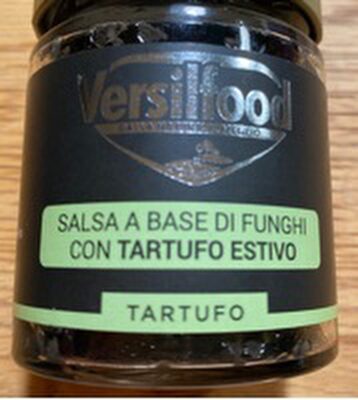 Versilfood
SALSA A BASE DI FUNGHI
CON TARTUFO ESTIVO
TARTUFO